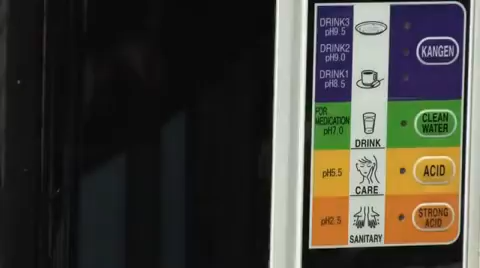 DRINK3
pH9.5
DRINK2
pH9.0
DRINK1
pH8.5
KANGEN
FOR
MEDICATION
pH7.0
DRINK
CLEAN
WATER
pH5.5
CARE
ACID
pH2.5
SANITARY
STRONG
ACID